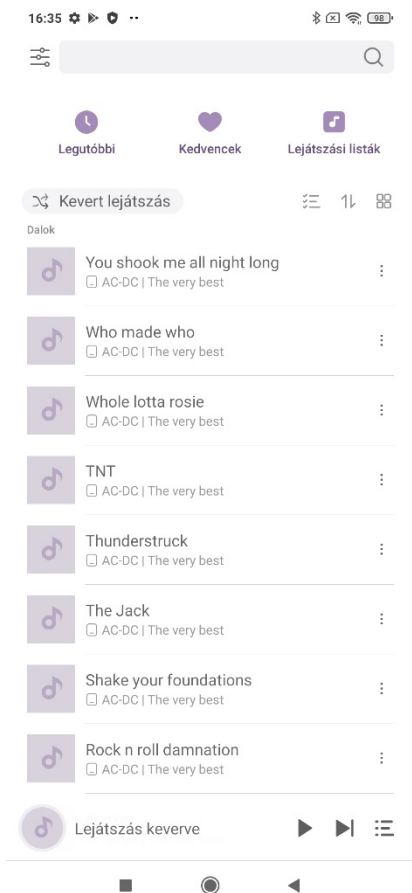 16:35
98
Legutóbbi
Kedvencek
Lejátszási listák
Kevert lejátszás
Dalok
You shook me all night long
AC-DC | The very best
Who made who
AC-DC | The very best
Whole lotta rosie
AC-DC | The very best
TNT
AC-DC | The very best
Thunderstruck
AC-DC | The very best
The Jack
AC-DC | The very best
Shake your foundations
AC-DC | The very best
Rock n roll damnation
AC-DC | The very best
Lejátszás keverve